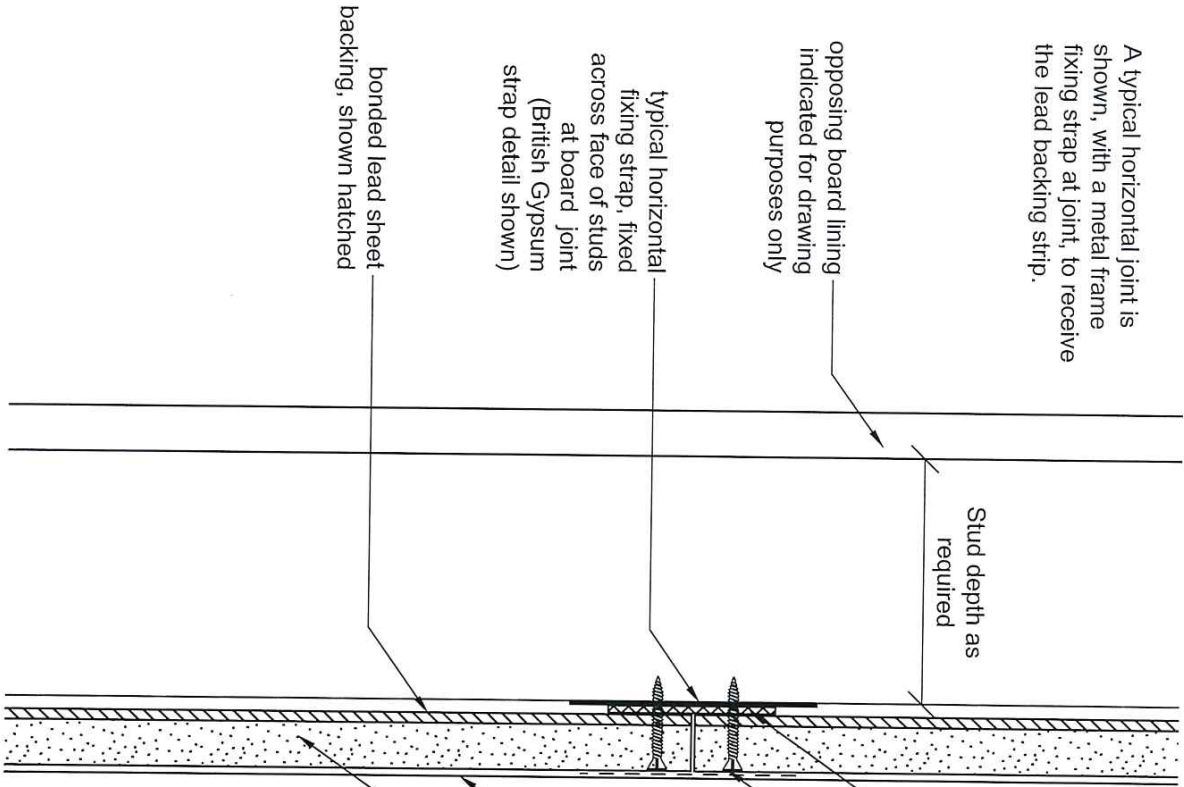 A typical horizontal joint is
shown, with a metal frame
fixing strap at joint, to receive
the lead backing strip.
opposing board lining
indicated for drawing
purposes only
Stud depth as
required
typical horizontal
fixing strap, fixed
across face of studs
at board joint
(British Gypsum
strap detail shown)
bonded lead sheet
backing, shown hatched